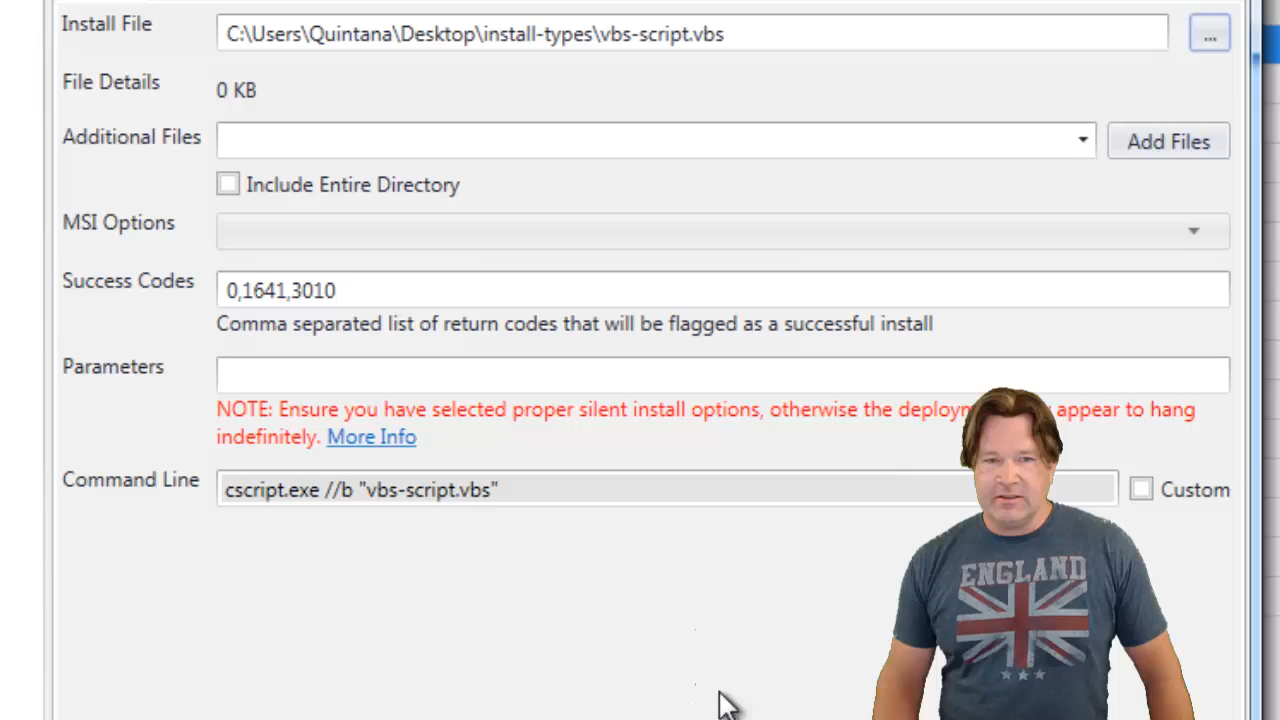 Install File
C:\Users\Quintana\Desktop\install-types\vbs-script.vbs
...
File Details
0 KB
Additional Files
Add Files
Include Entire Directory
MSI Options
Success Codes
0,1641,3010
Comma separated list of return codes that will be flagged as a successful install
Parameters
NOTE: Ensure you have selected proper silent install options, otherwise the appear to hang
indefinitely. More Info
Command Line
cscript.exe //b "vbs-script.vbs"
Custom
ENGLAND